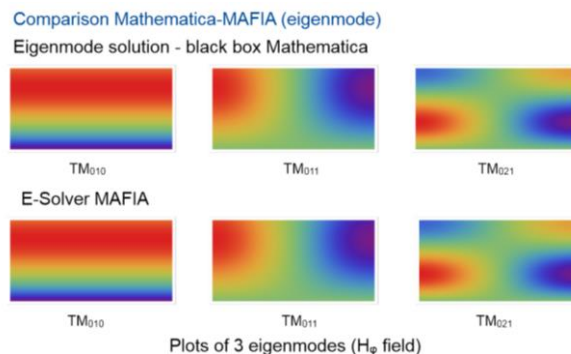 Comparison Mathematica-MAFIA (eigenmode)
Eigenmode solution - black box Mathematica
TM₀₁₀ TM₀₁₁ TM₀₂₁
E-Solver MAFIA
TM₀₁₀ TM₀₁₁ TM₀₂₁
Plots of 3 eigenmodes (Hᵩ field)